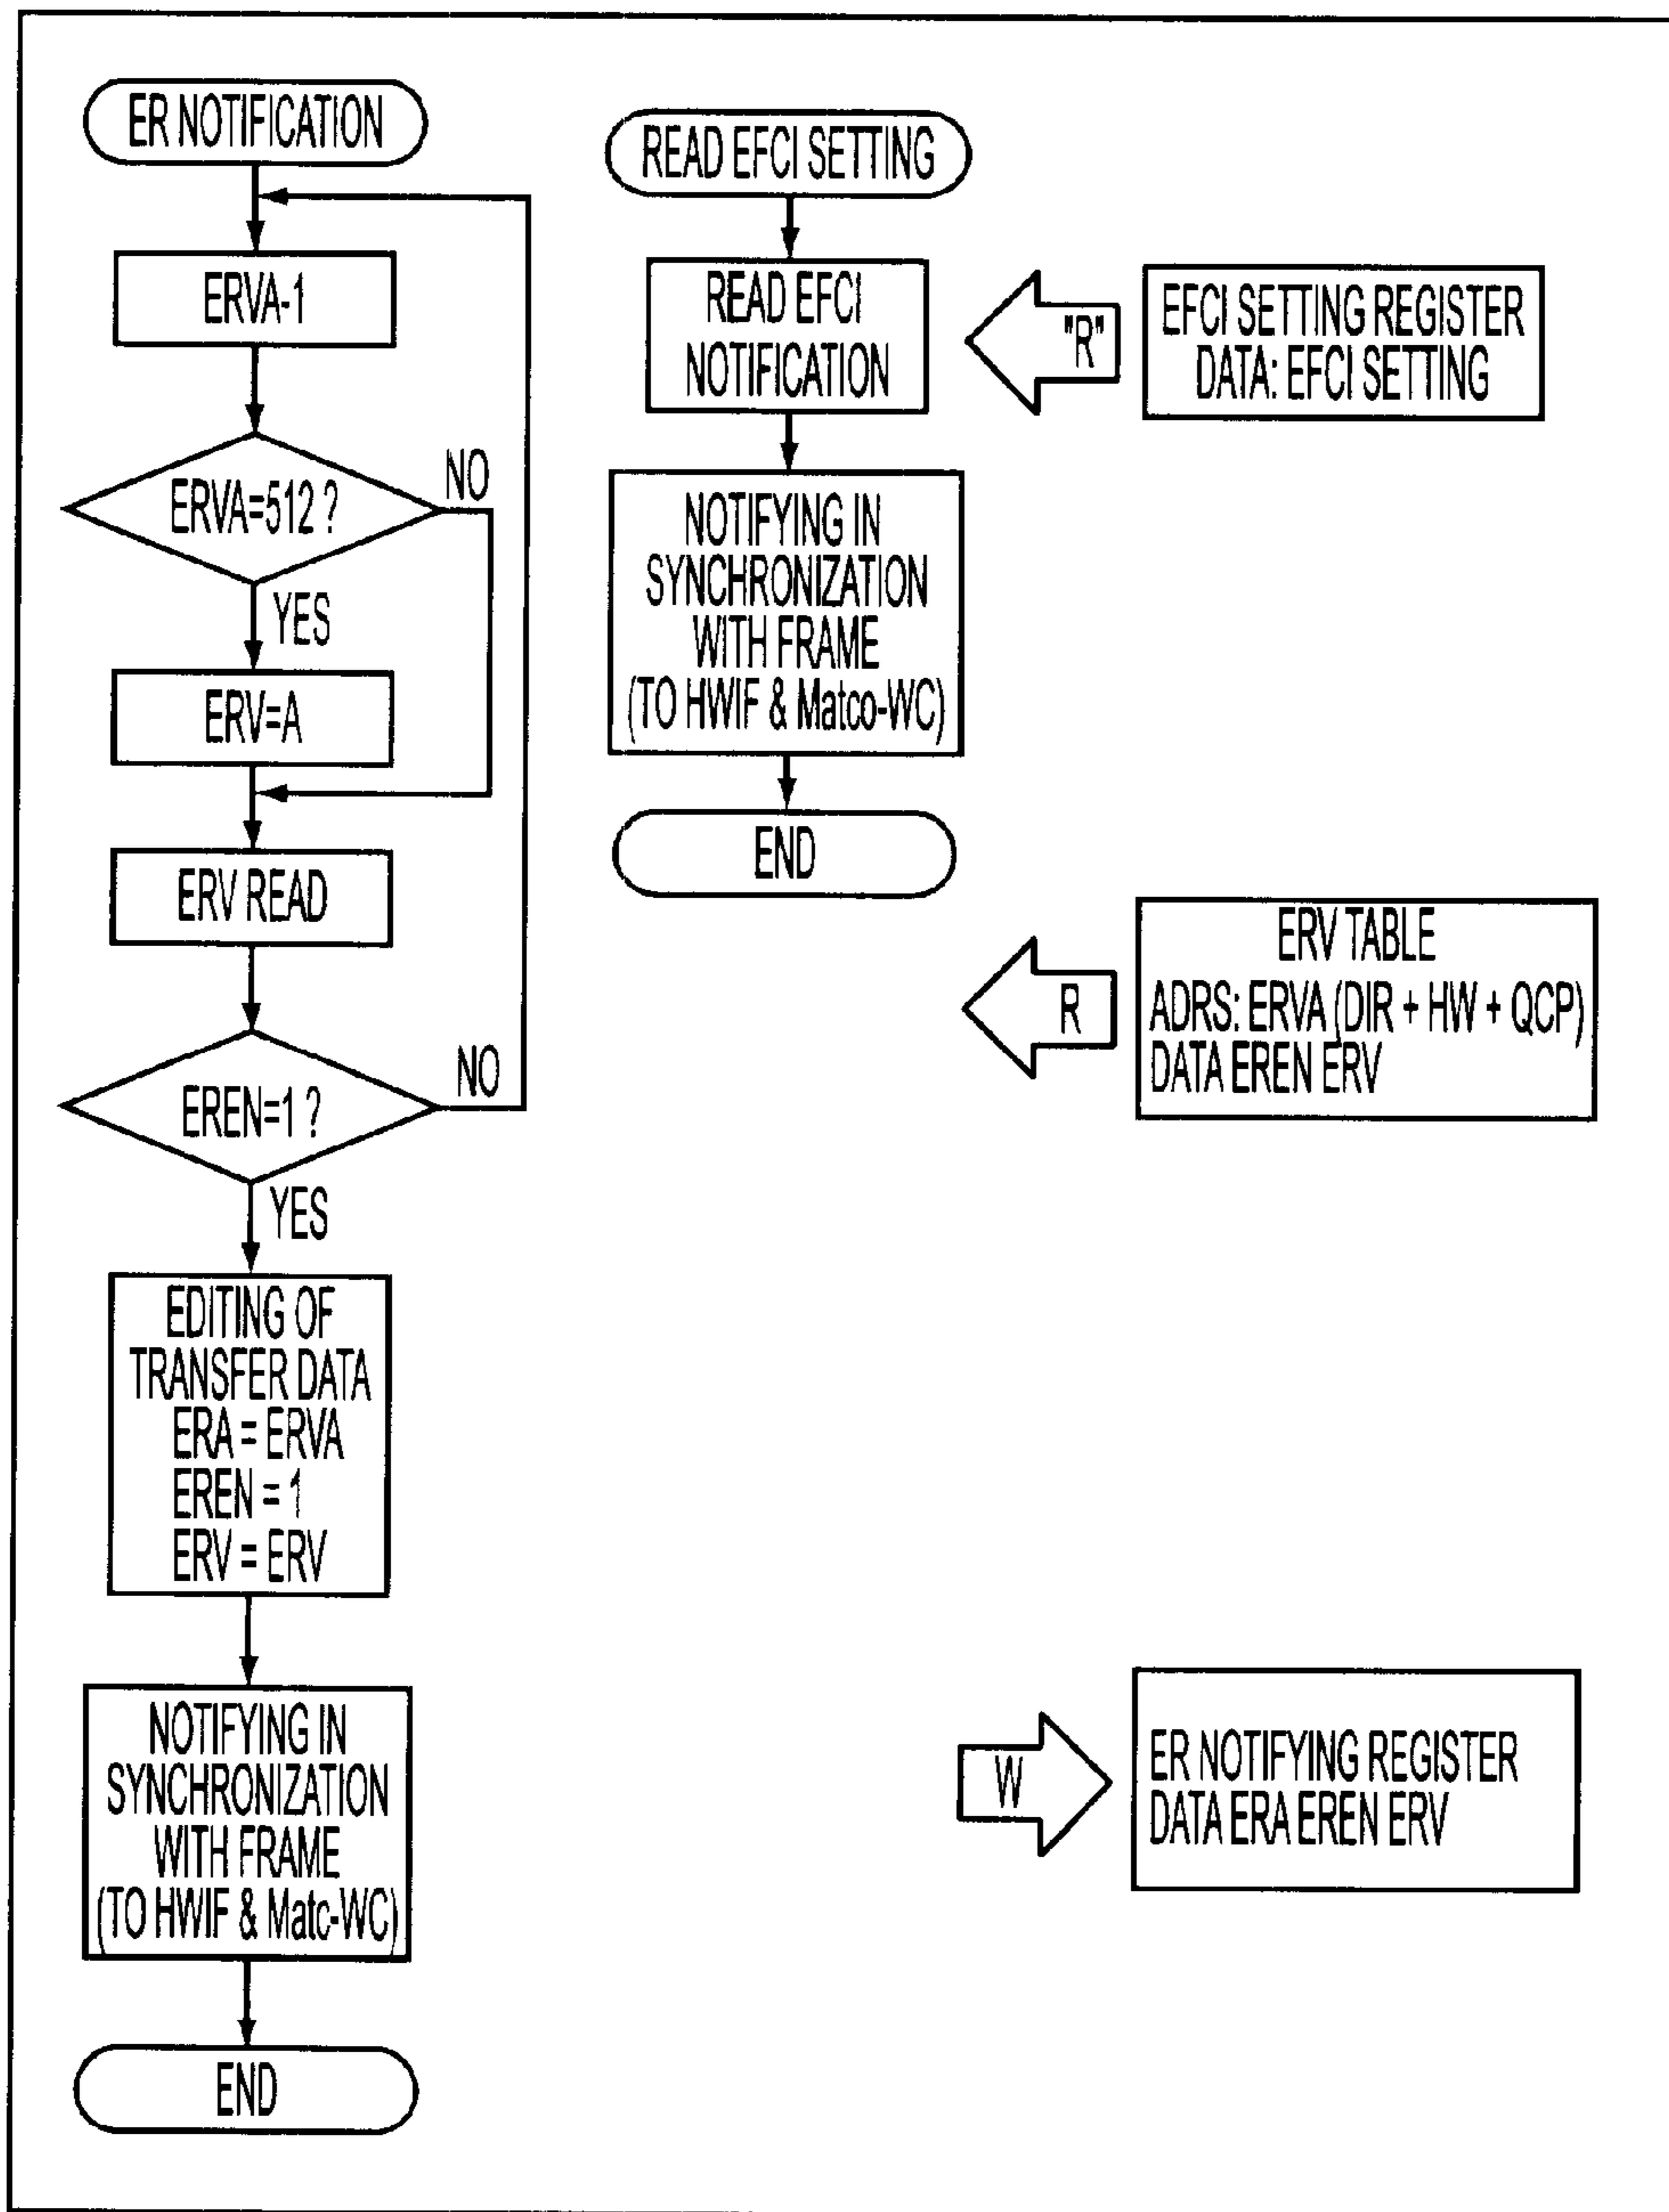 ER NOTIFICATION
ERVA-1
ERVA=512 ?
NO
YES
ERV=A
ERV READ
EREN=1 ?
NO
YES
EDITING OF
TRANSFER DATA
ERA = ERVA
EREN = 1
ERV = ERV
NOTIFYING IN
SYNCHRONIZATION
WITH FRAME
(TO HWIF & Matc-WC)
END
READ EFCI SETTING
READ EFCI
NOTIFICATION
NOTIFYING IN
SYNCHRONIZATION
WITH FRAME
(TO HWIF & Matco-WC)
END
"R"
EFCI SETTING REGISTER
DATA: EFCI SETTING
R
ERV TABLE
ADRS: ERVA (DIR + HW + QCP)
DATA EREN ERV
W
ER NOTIFYING REGISTER
DATA ERA EREN ERV